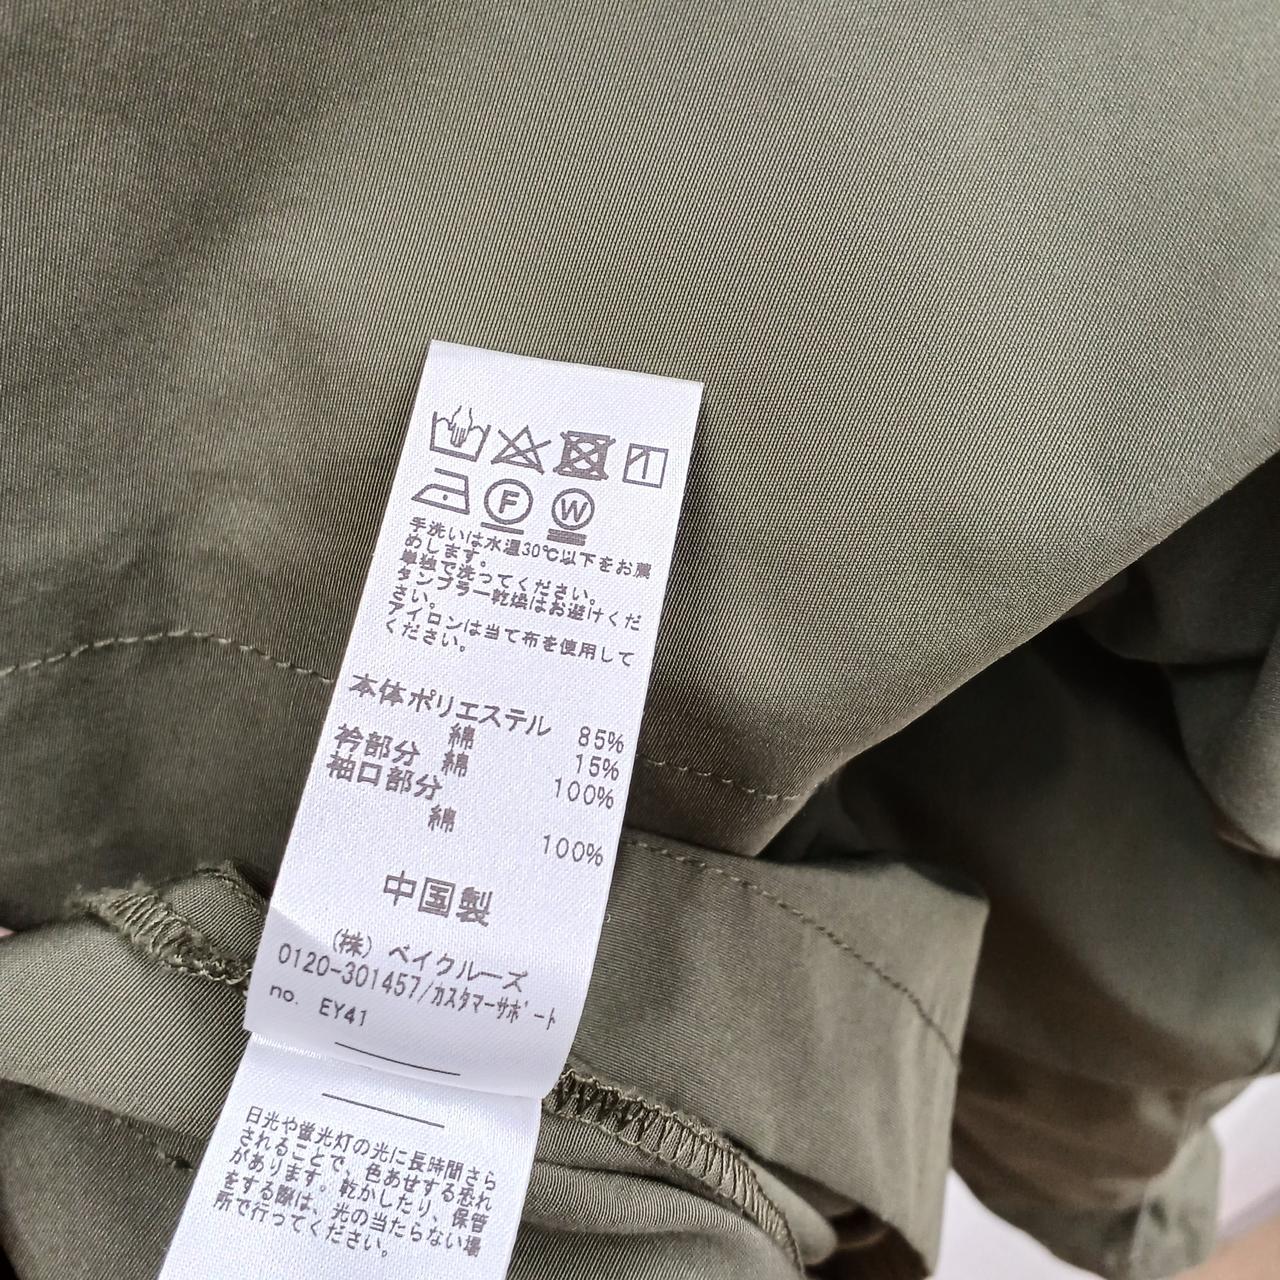 F
W
手洗いは水温30℃以下をお薦
めします。
単独で洗ってください。
タンブラー乾燥はお避けくだ
さい。
アイロンは当て布を使用して
ください。
本体ポリエステル 85%
綿 15%
衿部分 綿 100%
袖口部分
綿 100%
中国製
(株) ベイクルーズ
0120-301457/カスタマーサポート
no. EY41
日光や蛍光灯の光に長時間さら
されることで、色あせする恐れ
があります。乾かしたり、保管
をする際は、光の当たらない場
所で行ってください。